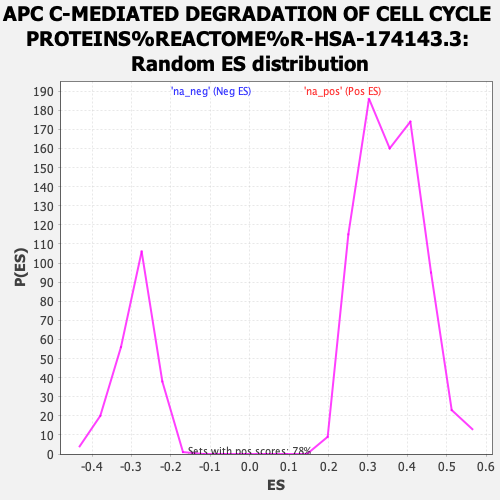 APC C-MEDIATED DEGRADATION OF CELL CYCLE
PROTEINS%REACTOME%R-HSA-174143.3:
Random ES distribution
'na_neg' (Neg ES) 'na_pos' (Pos ES)
190
180
170
160
150
140
130
120
110
100
90
80
70
60
50
40
30
20
10
0
P(ES)
Sets with pos scores: 78%
-0.4 -0.3 -0.2 -0.1 0.0 0.1 0.2 0.3 0.4 0.5 0.6
ES